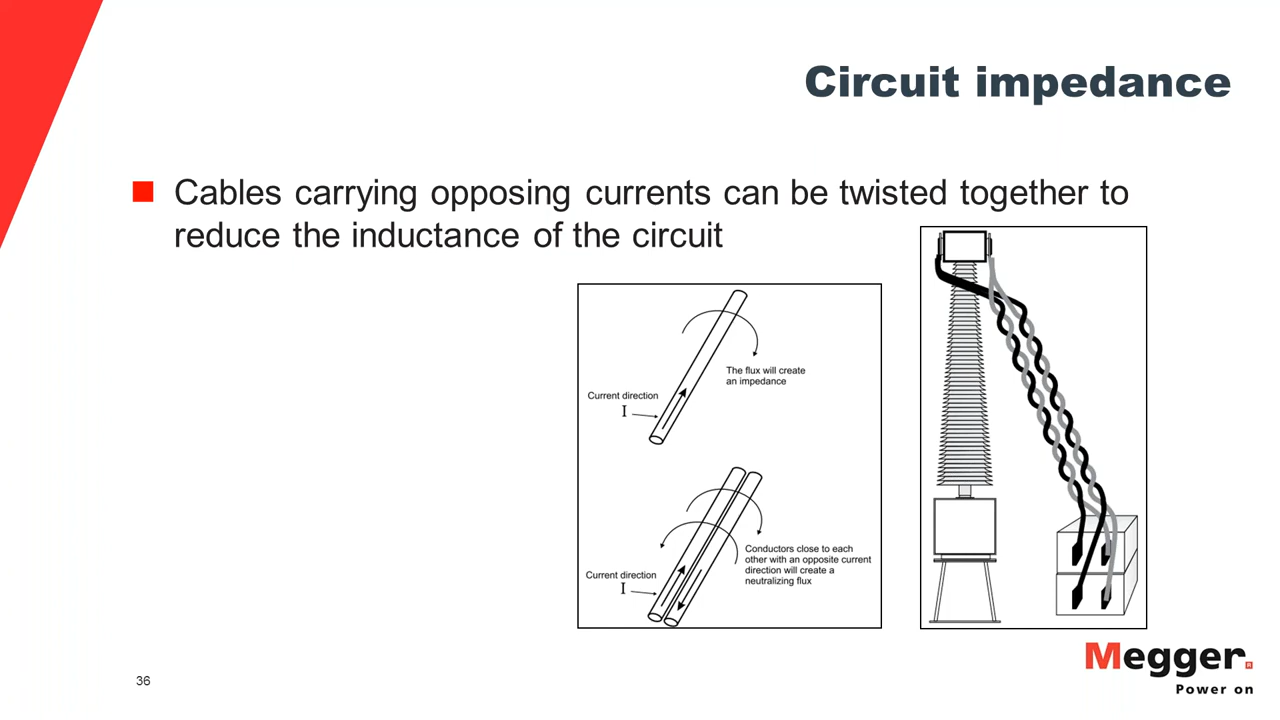 Circuit impedance
Cables carrying opposing currents can be twisted together to
reduce the inductance of the circuit
The flux will create
an impedance
Current direction
I
Conductors close to each
other with an opposite current
direction will create a
neutralizing flux
Current direction
I
Megger.
Power on
36